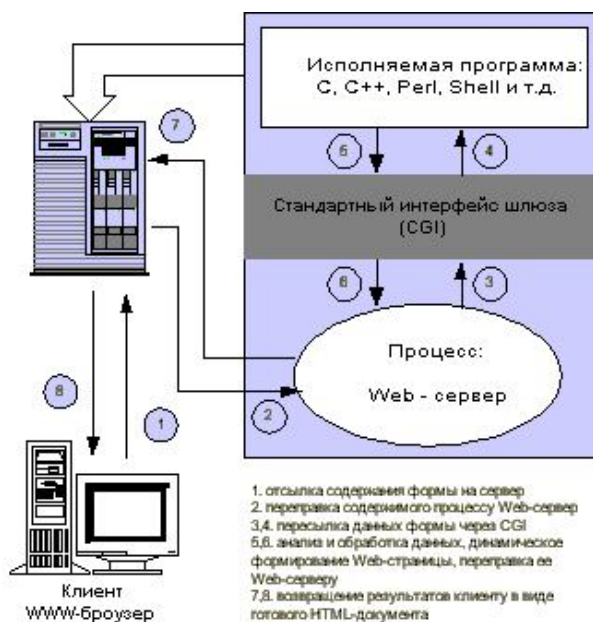 Исполняемая программа:
C, C++, Perl, Shell и т.д.
7
5
4
Стандартный интерфейс шлюза
(CGI)
6
3
Процесс:
Web - сервер
8
1
2
Клиент
WWW-броузер
1. отсылка содержания формы на сервер
2. переправка содержимого процессу Web-сервер
3,4. пересылка данных формы через CGI
5,6. анализ и обработка данных, динамическое
формирование Web-страницы, переправка ее
Web-серверу
7,8. возвращение результатов клиенту в виде
готового HTML-документа